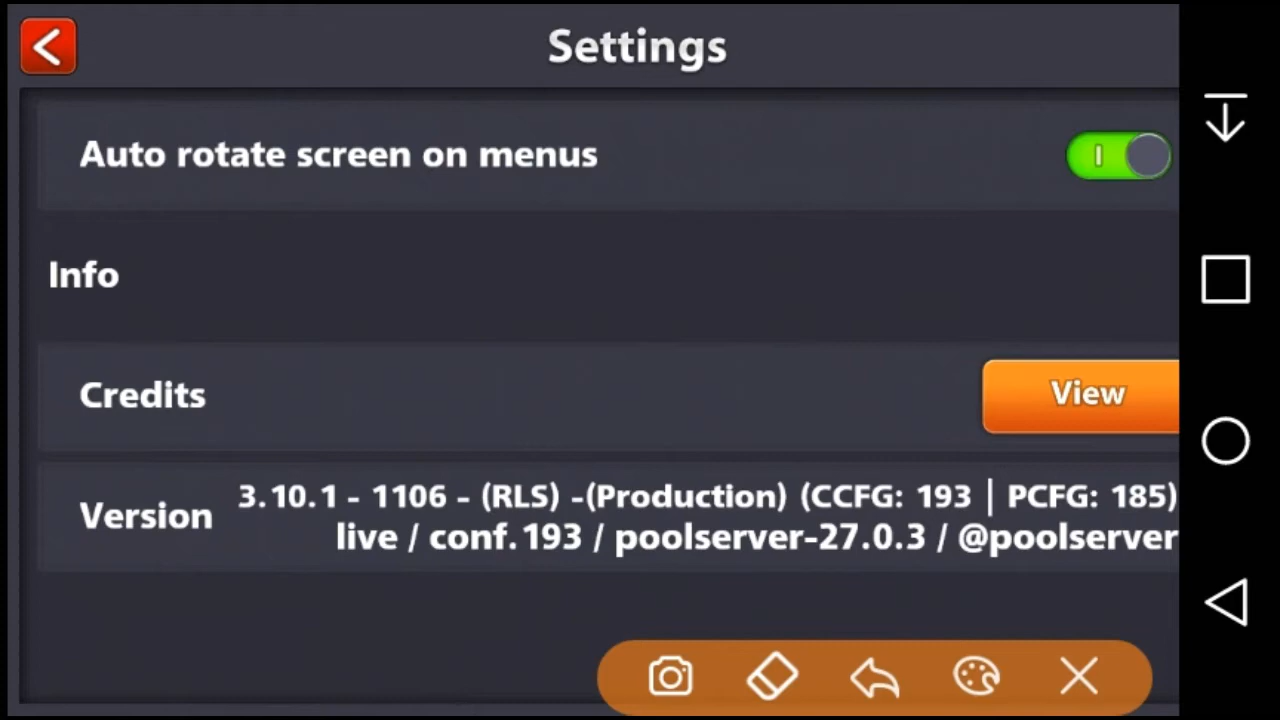 Settings
Auto rotate screen on menus
Info
Credits
View
Version
3.10.1 - 1106 - (RLS) -(Production) (CCFG: 193 | PCFG: 185)
live / conf.193 / poolserver-27.0.3 / @poolserver